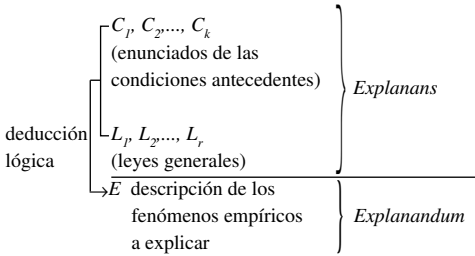 C1, C2,..., Ck
(enunciados de las
condiciones antecedentes)
Explanans
deducción
lógica
L1, L2,..., Lr
(leyes generales)
E descripción de los
fenómenos empíricos
a explicar
Explanandum